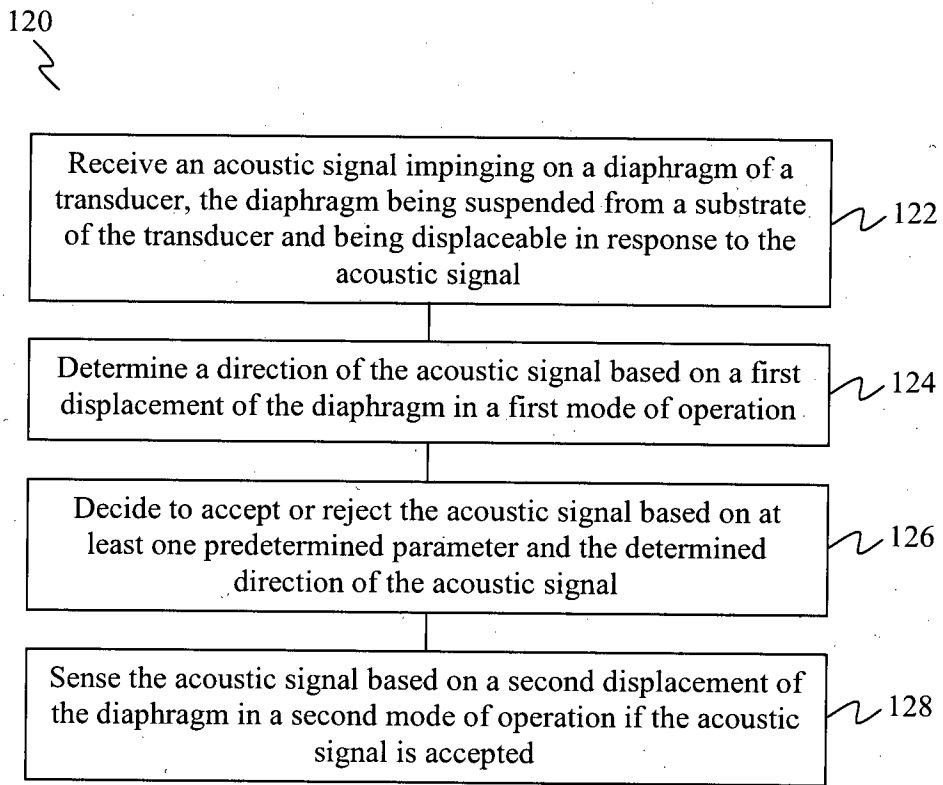 120
Receive an acoustic signal impinging on a diaphragm of a
transducer, the diaphragm being suspended from a substrate
of the transducer and being displaceable in response to the
acoustic signal
122
Determine a direction of the acoustic signal based on a first
displacement of the diaphragm in a first mode of operation
124
Decide to accept or reject the acoustic signal based on at
least one predetermined parameter and the determined
direction of the acoustic signal
126
Sense the acoustic signal based on a second displacement of
the diaphragm in a second mode of operation if the acoustic
signal is accepted
128